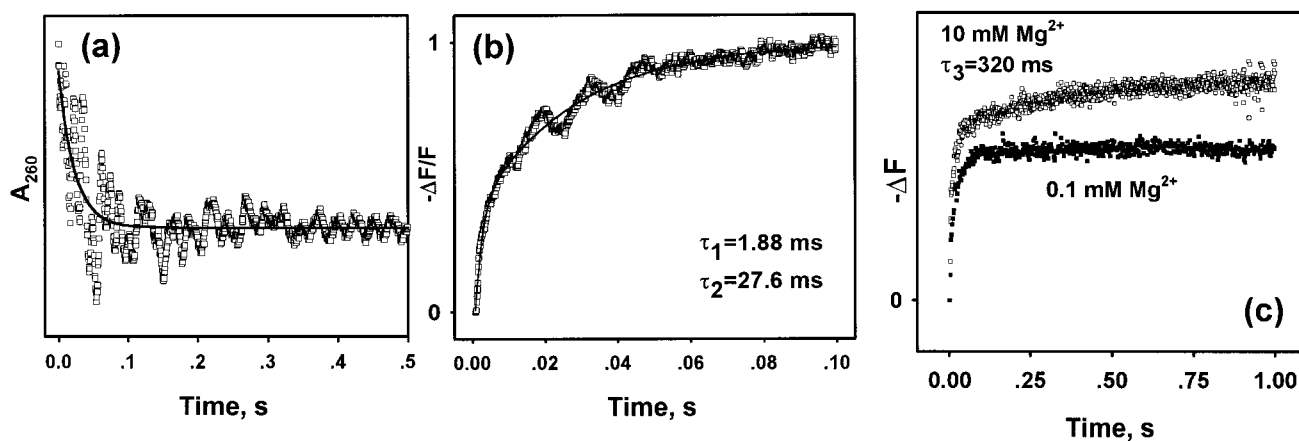 (a)
A₂₆₀
0.0 .1 .2 .3 .4 .5
Time, s
(b)
-ΔF/F
1
0
τ₁=1.88 ms
τ₂=27.6 ms
0.00 .02 .04 .06 .08 0.10
Time, s
10 mM Mg²⁺
τ₃=320 ms
-ΔF
0
0.1 mM Mg²⁺
(c)
0.00 .25 .50 .75 1.00
Time, s